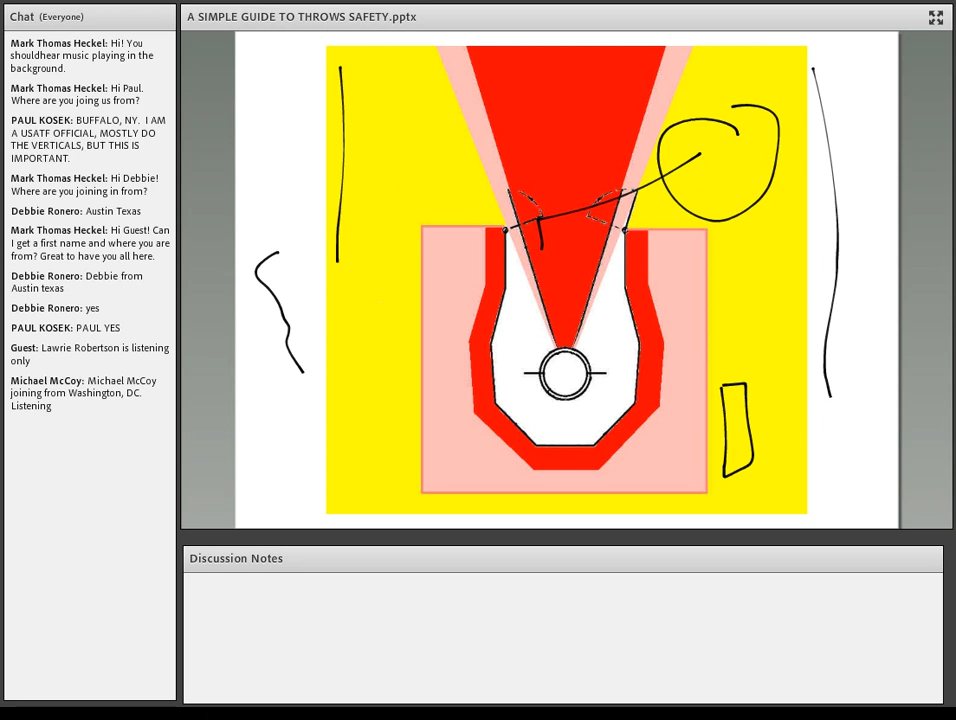 Chat (Everyone)
Mark Thomas Heckel: Hi! You
shouldhear music playing in the
background.
Mark Thomas Heckel: Hi Paul.
Where are you joing us from?
PAUL KOSEK: BUFFALO, NY. I AM
A USATF OFFICIAL, MOSTLY DO
THE VERTICALS, BUT THIS IS
IMPORTANT.
Mark Thomas Heckel: Hi Debbie!
Where are you joining in from?
Debbie Ronero: Austin Texas
Mark Thomas Heckel: Hi Guest! Can
I get a first name and where you are
from? Great to have you all here.
Debbie Ronero: Debbie from
Austin texas
Debbie Ronero: yes
PAUL KOSEK: PAUL YES
Guest: Lawrie Robertson is listening
only
Michael McCoy: Michael McCoy
joining from Washington, DC.
Listening
A SIMPLE GUIDE TO THROWS SAFETY.pptx
Discussion Notes